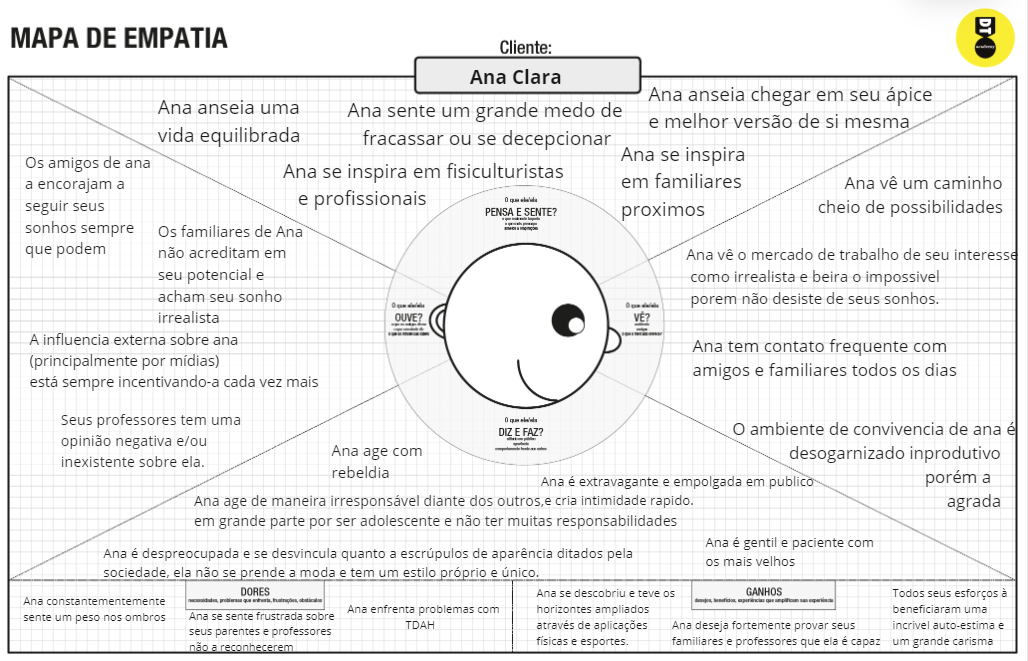 MAPA DE EMPATIA
DT
academy
Cliente:
Ana Clara
Ana anseia uma
vida equilibrada
Ana sente um grande medo de
fracassar ou se decepcionar
Ana anseia chegar em seu ápice
e melhor versão de si mesma
Ana se inspira em fisiculturistas
e profissionais
Ana se inspira
em familiares
proximos
O que ele/ela
PENSA E SENTE?
Os amigos de ana
a encorajam a
seguir seus
sonhos sempre
que podem
Os familiares de Ana
não acreditam em
seu potencial e
acham seu sonho
irrealista
A influencia externa sobre ana
(principalmente por mídias)
está sempre incentivando-a cada vez mais
Seus professores tem uma
opinião negativa e/ou
inexistente sobre ela.
O que ele/ela
OUVE?
O que ele/ela
VÊ?
Ana vê um caminho
cheio de possibilidades
Ana vê o mercado de trabalho de seu interesse
como irrealista e beira o impossivel
porem não desiste de seus sonhos.
Ana tem contato frequente com
amigos e familiares todos os dias
O ambiente de convivencia de ana é
desogarnizado inprodutivo
porém a
agrada
O que ele/ela
DIZ E FAZ?
Ana age com
rebeldia
Ana é extravagante e empolgada em publico
e cria intimidade rapido.
Ana age de maneira irresponsável diante dos outros,
em grande parte por ser adolescente e não ter muitas responsabilidades
Ana é despreocupada e se desvincula quanto a escrúpulos de aparência ditados pela
sociedade, ela não se prende a moda e tem um estilo próprio e único.
Ana é gentil e paciente com
os mais velhos
DORES
necessidades, problemas que enfrenta, frustrações, obstáculos
Ana constantementemente
sente um peso nos ombros
Ana se sente frustrada sobre
seus parentes e professores
não a reconhecerem
Ana enfrenta problemas com
TDAH
GANHOS
desejos, benefícios, experiências que amplificam sua experiência
Ana se descobriu e teve os
horizontes ampliados
através de aplicações
físicas e esportes.
Ana deseja fortemente provar seus
familiares e professores que ela é capaz
Todos seus esforços à
beneficiaram uma
incrivel auto-estima e
um grande carisma